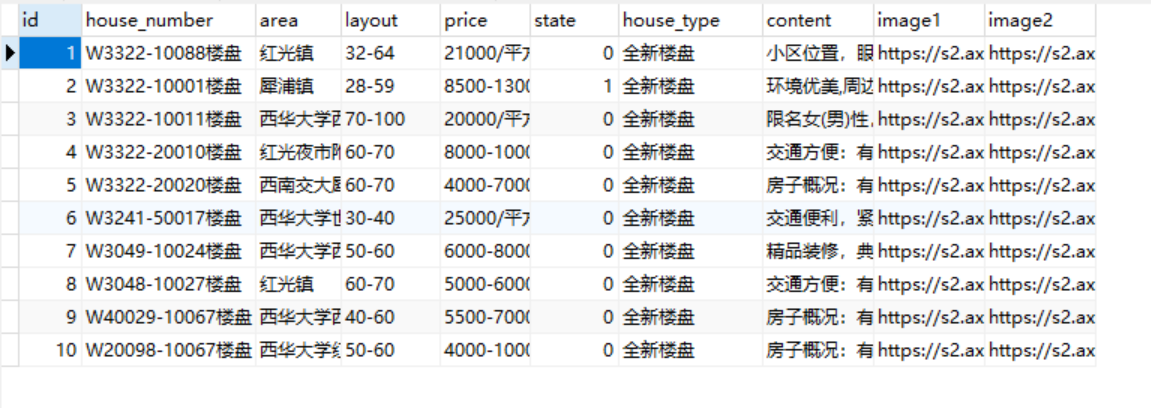 id house_number area layout price state house_type content image1 image2
1 W3322-10088楼盘 红光镇 32-64 21000/平 0 全新楼盘 小区位置，眼 https://s2.ax https://s2.ax
2 W3322-10001楼盘 犀浦镇 28-59 8500-1300 1 全新楼盘 环境优美,周边 https://s2.ax https://s2.ax
3 W3322-10011楼盘 西华大学 70-100 20000/平 0 全新楼盘 限名女(男)性, https://s2.ax https://s2.ax
4 W3322-20010楼盘 红光夜市 60-70 8000-1000 0 全新楼盘 交通方便：有 https://s2.ax https://s2.ax
5 W3322-20020楼盘 西南交大 60-70 4000-7000 0 全新楼盘 房子概况：有 https://s2.ax https://s2.ax
6 W3241-50017楼盘 西华大学 30-40 25000/平 0 全新楼盘 交通便利，紧 https://s2.ax https://s2.ax
7 W3049-10024楼盘 西华大学 50-60 6000-8000 0 全新楼盘 精品装修，典 https://s2.ax https://s2.ax
8 W3048-10027楼盘 红光镇 60-70 5000-6000 0 全新楼盘 交通方便：有 https://s2.ax https://s2.ax
9 W40029-10067楼盘 西华大学 40-60 5500-7000 0 全新楼盘 房子概况：有 https://s2.ax https://s2.ax
10 W20098-10067楼盘 西华大学 50-60 4000-1000 0 全新楼盘 房子概况：有 https://s2.ax https://s2.ax